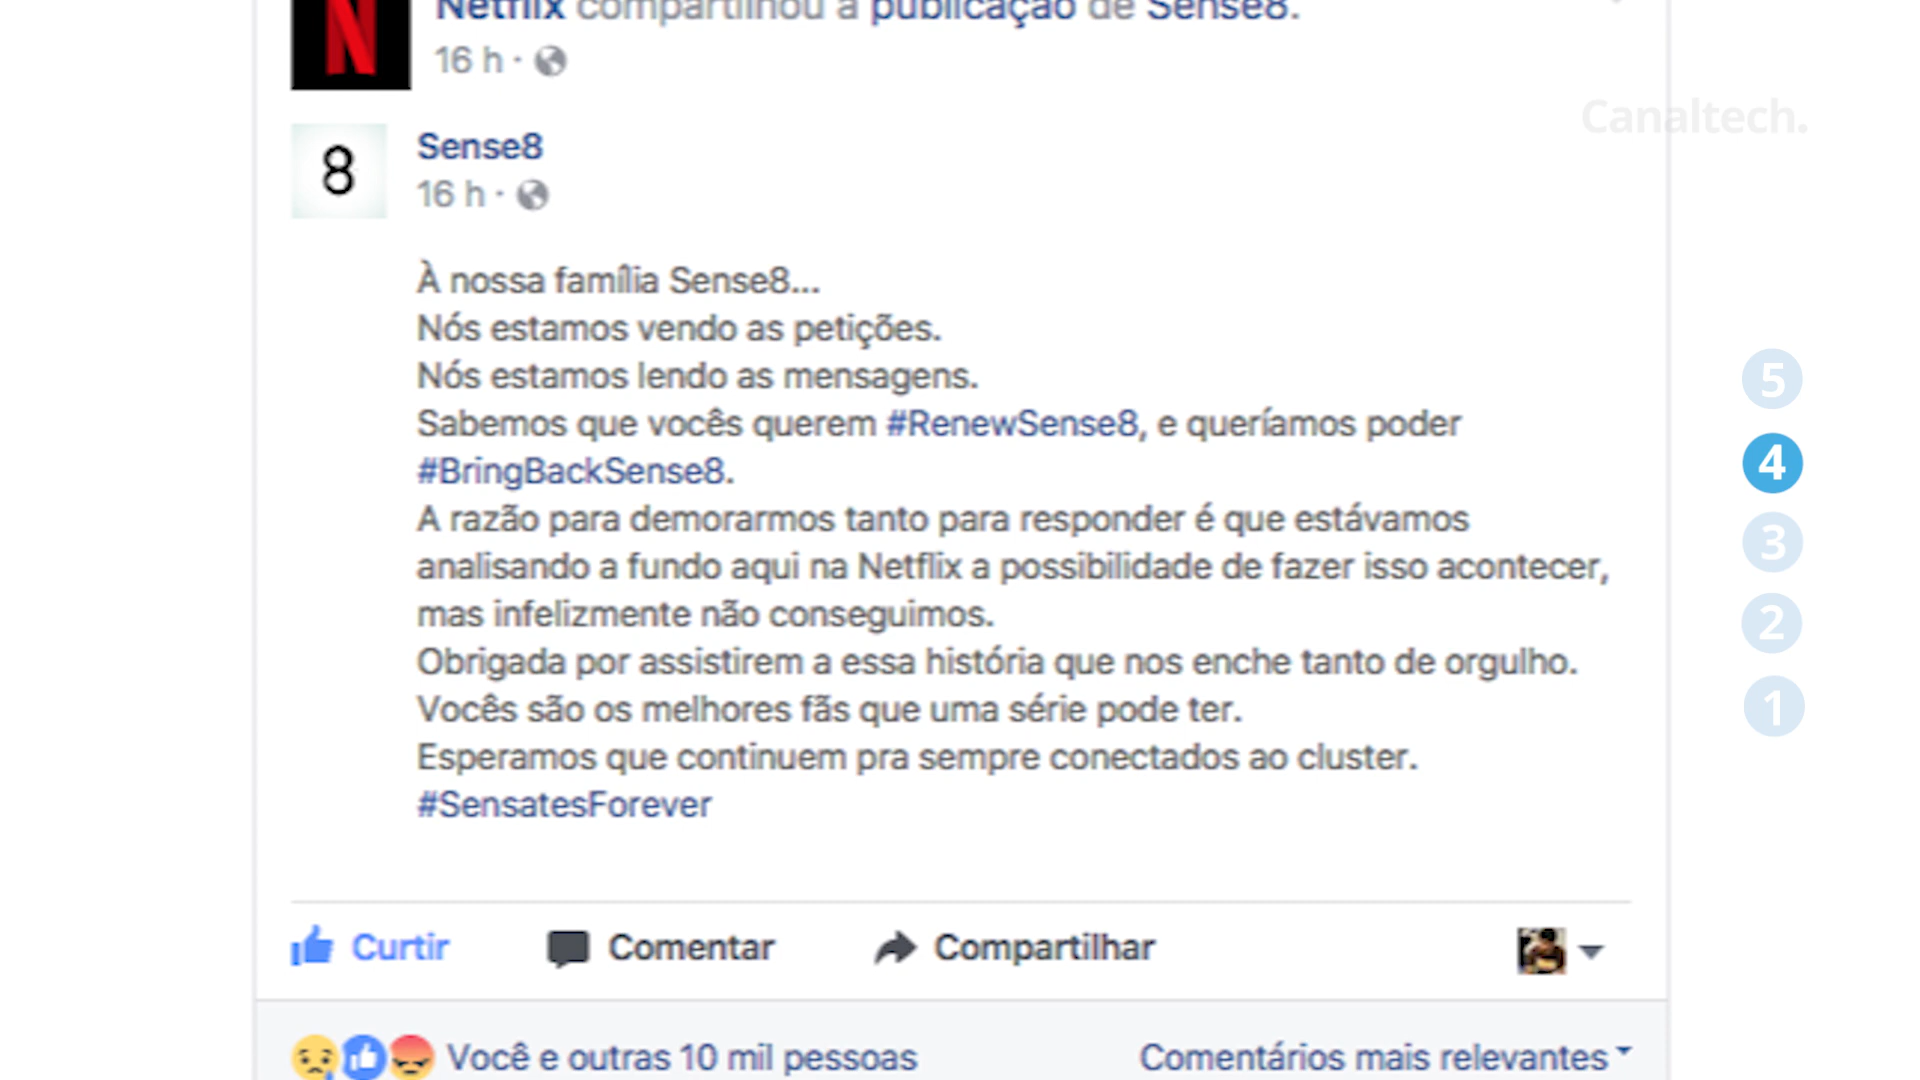 Netflix compartilhou a publicação de Sense8.
16 h ·
Canaltech.
8
Sense8
16 h ·
À nossa família Sense8...
Nós estamos vendo as petições.
Nós estamos lendo as mensagens.
Sabemos que vocês querem #RenewSense8, e queríamos poder
#BringBackSense8.
A razão para demorarmos tanto para responder é que estávamos
analisando a fundo aqui na Netflix a possibilidade de fazer isso acontecer,
mas infelizmente não conseguimos.
Obrigada por assistirem a essa história que nos enche tanto de orgulho.
Vocês são os melhores fãs que uma série pode ter.
Esperamos que continuem pra sempre conectados ao cluster.
#SensatesForever
5
4
3
2
1
Curtir Comentar Compartilhar
Você e outras 10 mil pessoas Comentários mais relevantes